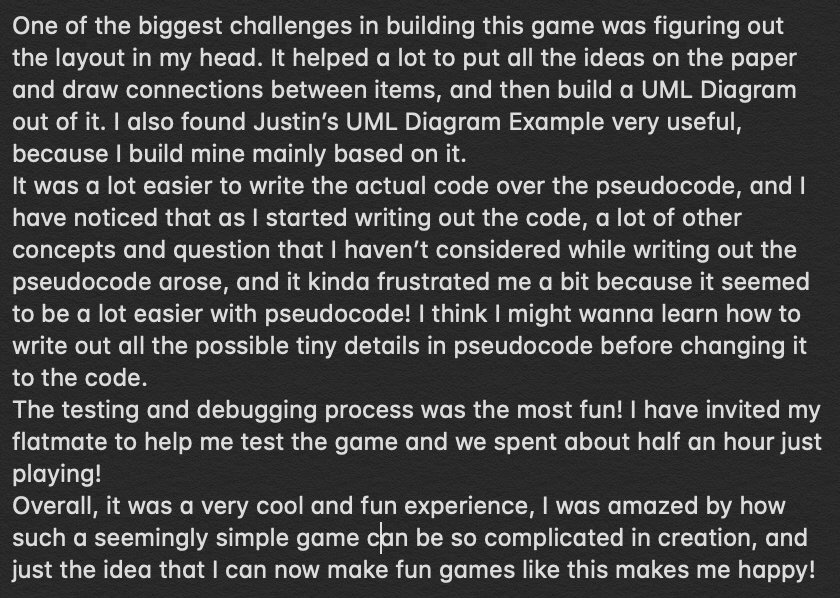 One of the biggest challenges in building this game was figuring out
the layout in my head. It helped a lot to put all the ideas on the paper
and draw connections between items, and then build a UML Diagram
out of it. I also found Justin’s UML Diagram Example very useful,
because I build mine mainly based on it.
It was a lot easier to write the actual code over the pseudocode, and I
have noticed that as I started writing out the code, a lot of other
concepts and question that I haven’t considered while writing out the
pseudocode arose, and it kinda frustrated me a bit because it seemed
to be a lot easier with pseudocode! I think I might wanna learn how to
write out all the possible tiny details in pseudocode before changing it
to the code.
The testing and debugging process was the most fun! I have invited my
flatmate to help me test the game and we spent about half an hour just
playing!
Overall, it was a very cool and fun experience, I was amazed by how
such a seemingly simple game can be so complicated in creation, and
just the idea that I can now make fun games like this makes me happy!